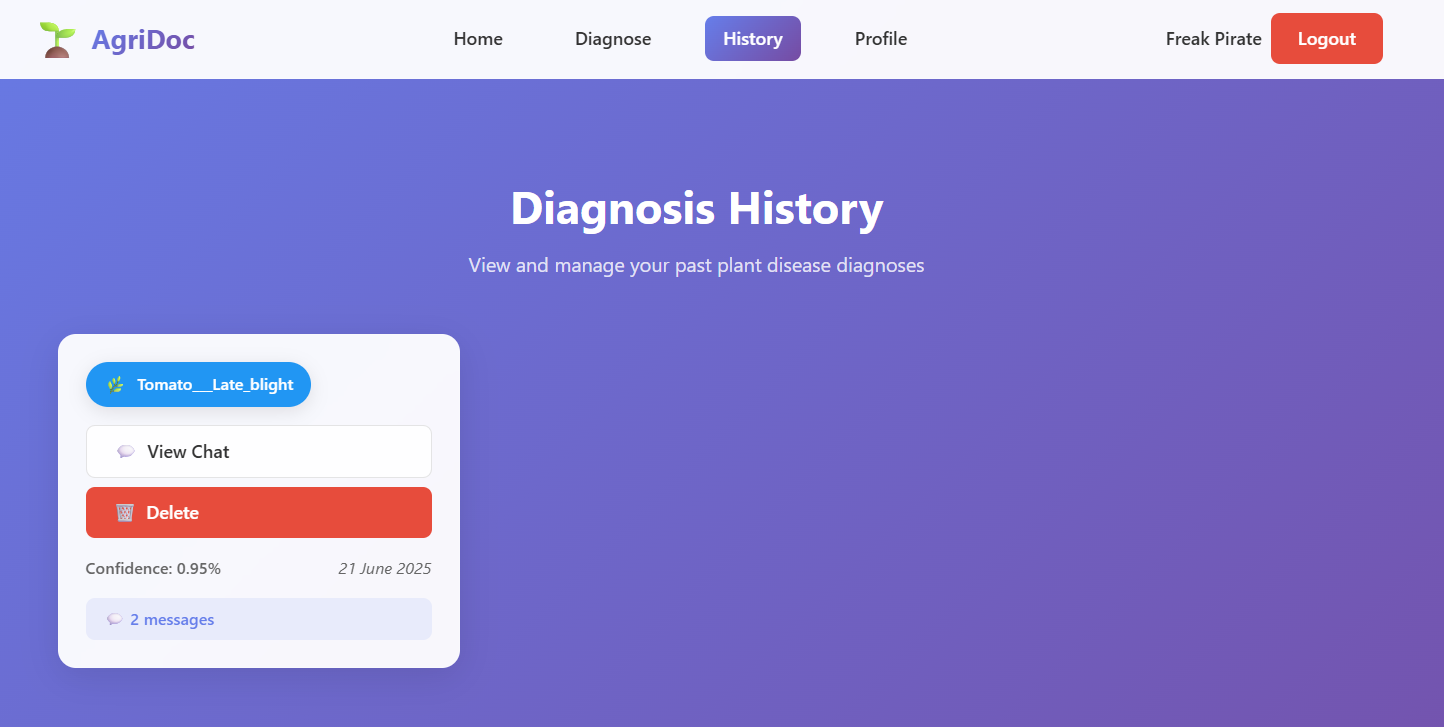 AgriDoc
Home Diagnose History Profile
Freak Pirate Logout
Diagnosis History
View and manage your past plant disease diagnoses
Tomato___Late_blight
View Chat
Delete
Confidence: 0.95% 21 June 2025
2 messages